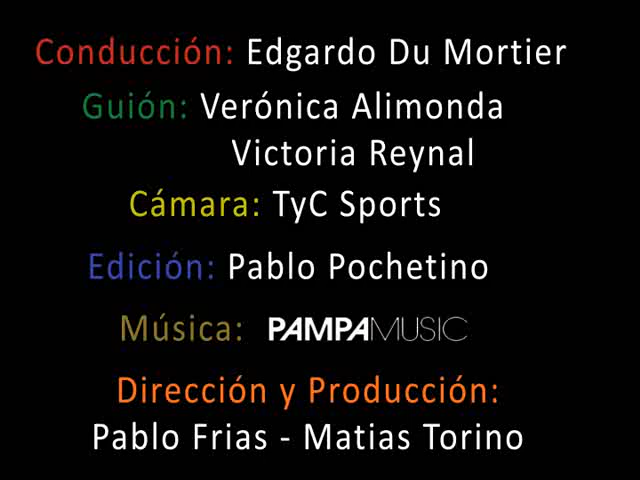 Conducción: Edgardo Du Mortier
Guión: Verónica Alimonda
Victoria Reynal
Cámara: TyC Sports
Edición: Pablo Pochetino
Música: PAMPAMUSIC
Dirección y Producción:
Pablo Frias - Matias Torino